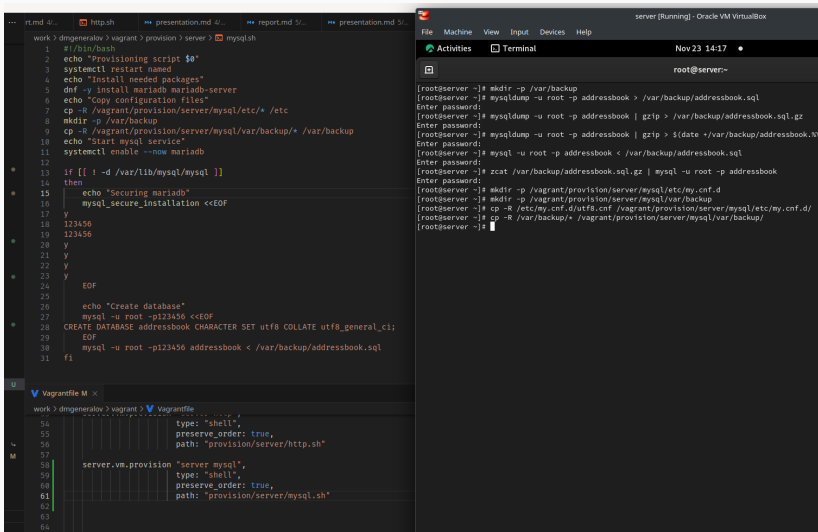 rt.md 4/...
http.sh
presentation.md 4/...
report.md 5/...
presentation.md 5/...
work > dmgeneralov > vagrant > provision > server > mysql.sh
1 #!/bin/bash
2 echo "Provisioning script $0"
3 systemctl restart named
4 echo "Install needed packages"
5 dnf -y install mariadb mariadb-server
6 echo "Copy configuration files"
7 cp -R /vagrant/provision/server/mysql/etc/* /etc
8 mkdir -p /var/backup
9 cp -R /vagrant/provision/server/mysql/var/backup/* /var/backup
10 echo "Start mysql service"
11 systemctl enable --now mariadb
12
13 if [[ ! -d /var/lib/mysql/mysql ]]
14 then
15 echo "Securing mariadb"
16 mysql_secure_installation <<EOF
17 y
18 123456
19 123456
20 y
21 y
22 y
23 y
24 EOF
25
26 echo "Create database"
27 mysql -u root -p123456 <<EOF
28 CREATE DATABASE addressbook CHARACTER SET utf8 COLLATE utf8_general_ci;
29 EOF
30 mysql -u root -p123456 addressbook < /var/backup/addressbook.sql
31 fi
U
M
Vagrantfile M ×
work > dmgeneralov > vagrant > Vagrantfile
54 type: "shell",
55 preserve_order: true,
56 path: "provision/server/http.sh"
57
58 server.vm.provision "server mysql",
59 type: "shell",
60 preserve_order: true,
61 path: "provision/server/mysql.sh"
62
63
64
server [Running] - Oracle VM VirtualBox
File Machine View Input Devices Help
Activities Terminal Nov 23 14:17
root@server:~
[root@server ~]# mkdir -p /var/backup
[root@server ~]# mysqldump -u root -p addressbook > /var/backup/addressbook.sql
Enter password:
[root@server ~]# mysqldump -u root -p addressbook | gzip > /var/backup/addressbook.sql.gz
Enter password:
[root@server ~]# mysqldump -u root -p addressbook | gzip > $(date +/var/backup/addressbook.%
Enter password:
[root@server ~]# mysql -u root -p addressbook < /var/backup/addressbook.sql
Enter password:
[root@server ~]# zcat /var/backup/addressbook.sql.gz | mysql -u root -p addressbook
Enter password:
[root@server ~]# mkdir -p /vagrant/provision/server/mysql/etc/my.cnf.d
[root@server ~]# mkdir -p /vagrant/provision/server/mysql/var/backup
[root@server ~]# cp -R /etc/my.cnf.d/utf8.cnf /vagrant/provision/server/mysql/etc/my.cnf.d/
[root@server ~]# cp -R /var/backup/* /vagrant/provision/server/mysql/var/backup/
[root@server ~]#